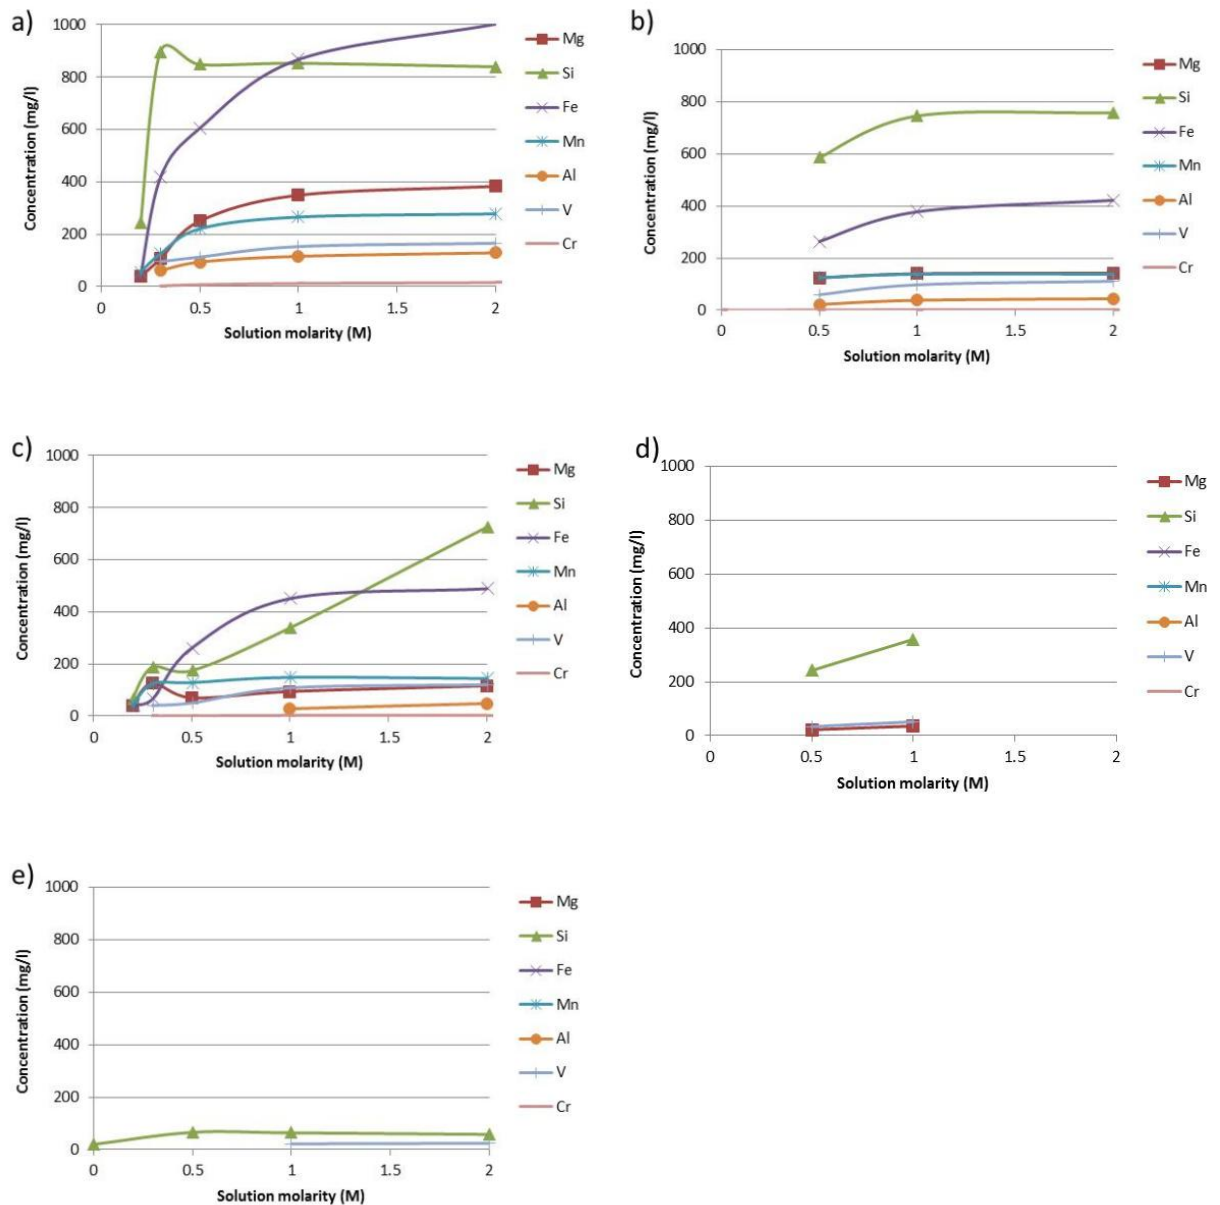 a)
1000
800
600
400
200
0
Concentration (mg/l)
0 0.5 1 1.5 2
Solution molarity (M)
Mg
Si
Fe
Mn
Al
V
Cr
b)
1000
800
600
400
200
0
Concentration (mg/l)
0 0.5 1 1.5 2
Solution molarity (M)
Mg
Si
Fe
Mn
Al
V
Cr
c)
1000
800
600
400
200
0
Concentration (mg/l)
0 0.5 1 1.5 2
Solution molarity (M)
Mg
Si
Fe
Mn
Al
V
Cr
d)
1000
800
600
400
200
0
Concentration (mg/l)
0 0.5 1 1.5 2
Solution molarity (M)
Mg
Si
Fe
Mn
Al
V
Cr
e)
1000
800
600
400
200
0
Concentration (mg/l)
0 0.5 1 1.5 2
Solution molarity (M)
Mg
Si
Fe
Mn
Al
V
Cr